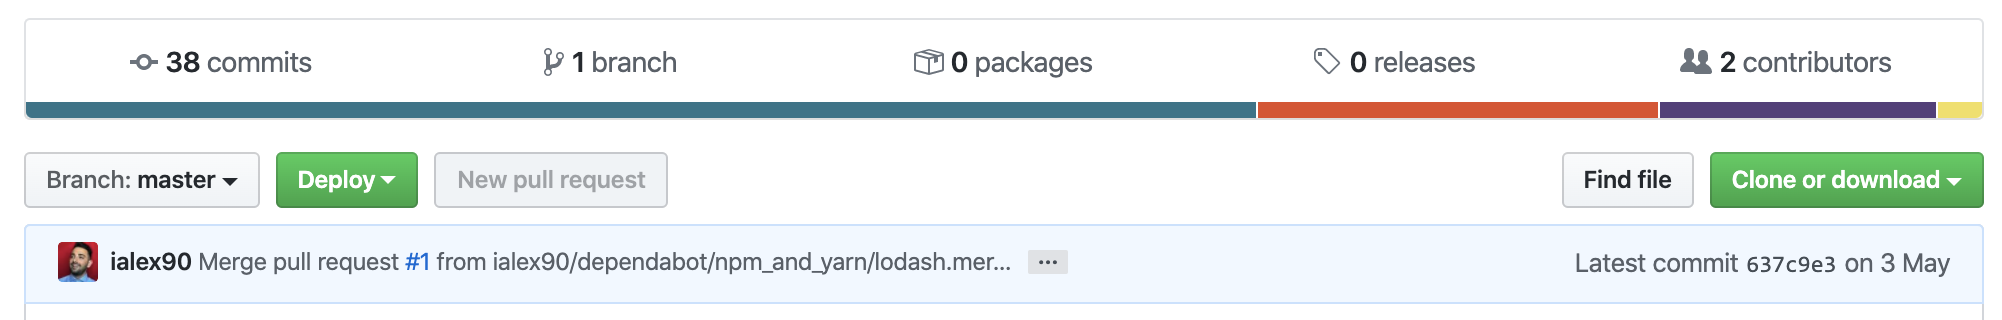 38 commits 1 branch 0 packages 0 releases 2 contributors
Branch: master Deploy New pull request Find file Clone or download
ialex90 Merge pull request #1 from ialex90/dependabot/npm_and_yarn/lodash.mer... ... Latest commit 637c9e3 on 3 May